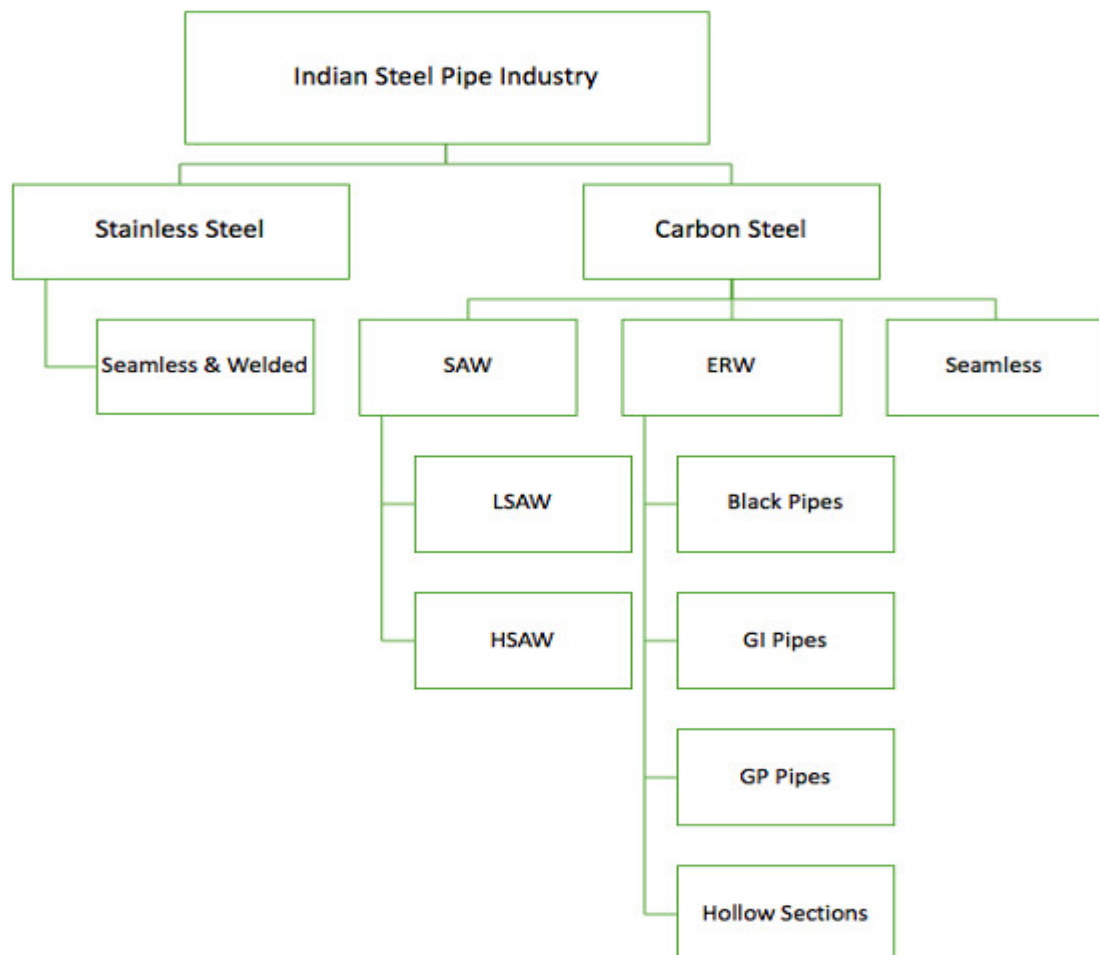 Indian Steel Pipe Industry
Stainless Steel
Carbon Steel
Seamless & Welded
SAW
ERW
Seamless
LSAW
Black Pipes
HSAW
GI Pipes
GP Pipes
Hollow Sections